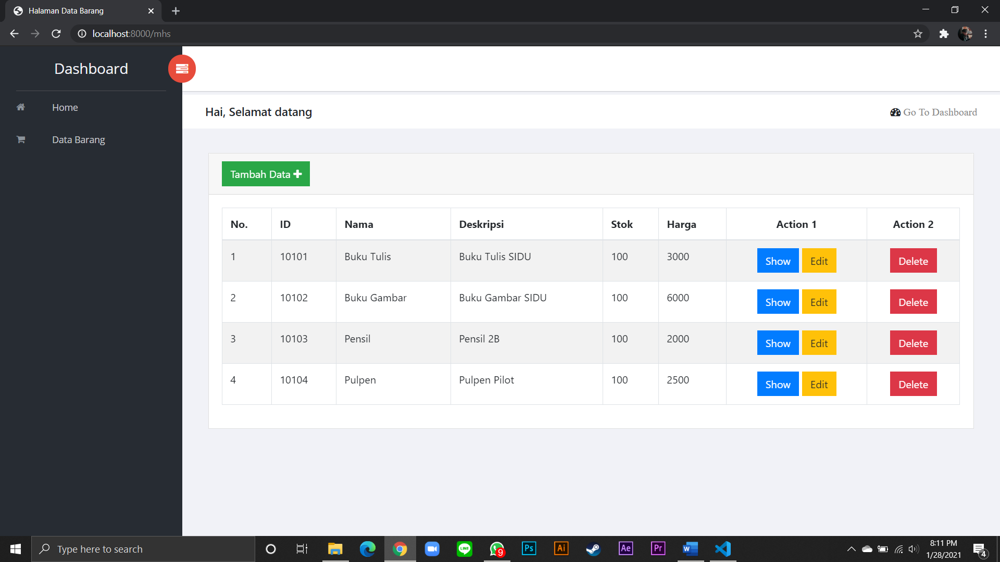 Halaman Data Barang
localhost:8000/mhs
Dashboard
Home
Data Barang
Hai, Selamat datang
Go To Dashboard
Tambah Data
No. ID Nama Deskripsi Stok Harga Action 1 Action 2
1 10101 Buku Tulis Buku Tulis SIDU 100 3000 Show Edit Delete
2 10102 Buku Gambar Buku Gambar SIDU 100 6000 Show Edit Delete
3 10103 Pensil Pensil 2B 100 2000 Show Edit Delete
4 10104 Pulpen Pulpen Pilot 100 2500 Show Edit Delete
Type here to search
LINE
9
Ps
Ai
Ae
Pr
W
8:11 PM
1/28/2021
4